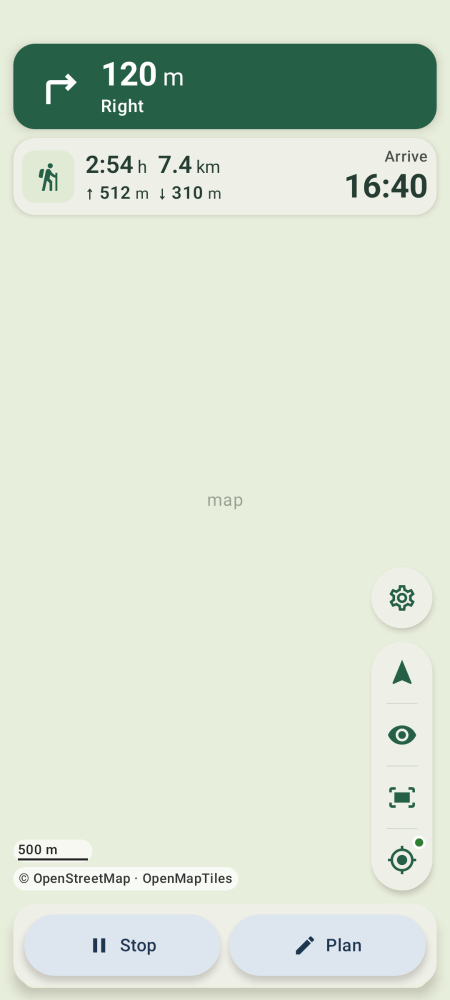 120 m
Right
2:54 h 7.4 km
↑ 512 m ↓ 310 m
Arrive
16:40
map
500 m
© OpenStreetMap · OpenMapTiles
Stop
Plan